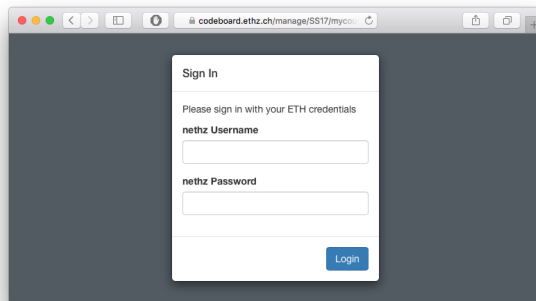 codeboard.ethz.ch/manage/SS17/mycou
Sign In
Please sign in with your ETH credentials
nethz Username
nethz Password
Login